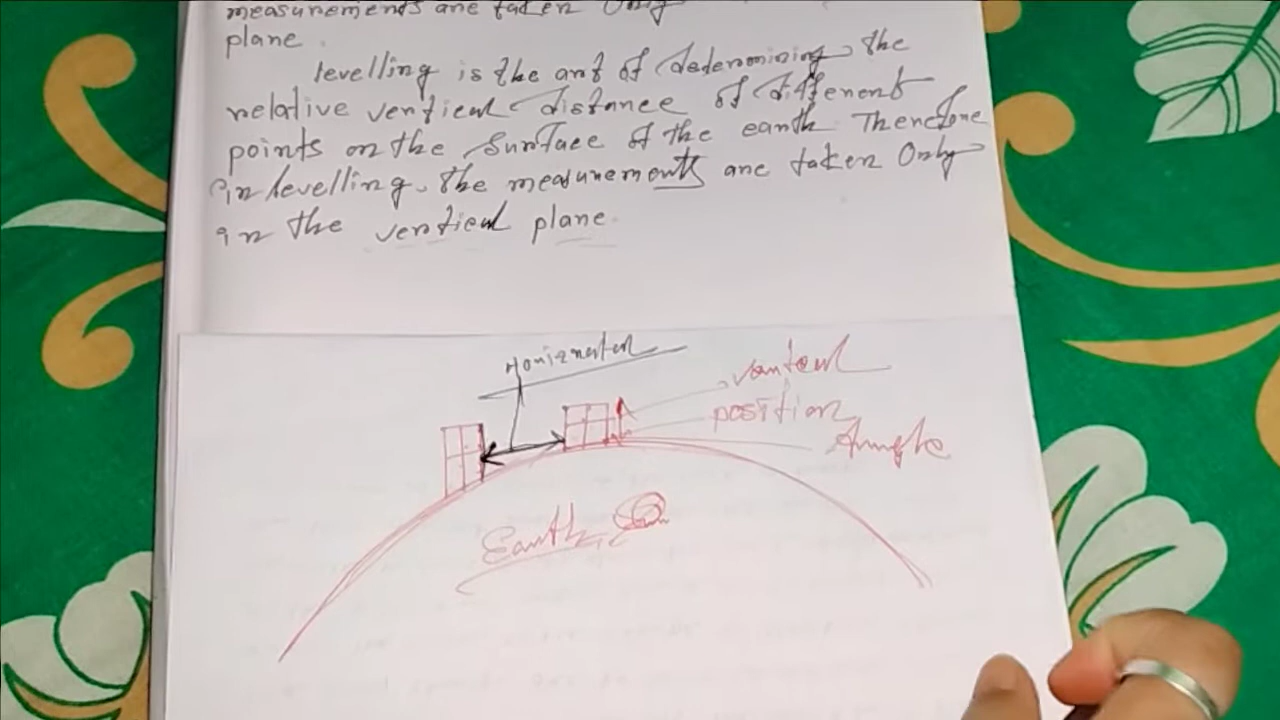 measurements are taken Only
plane.
levelling is the art of determining the
relative vertical distance of different
points on the surface of the earth Therefore
in levelling. the measurements are taken Only
in the vertical plane.
Horizental
vertical
position
Angle
Earth,